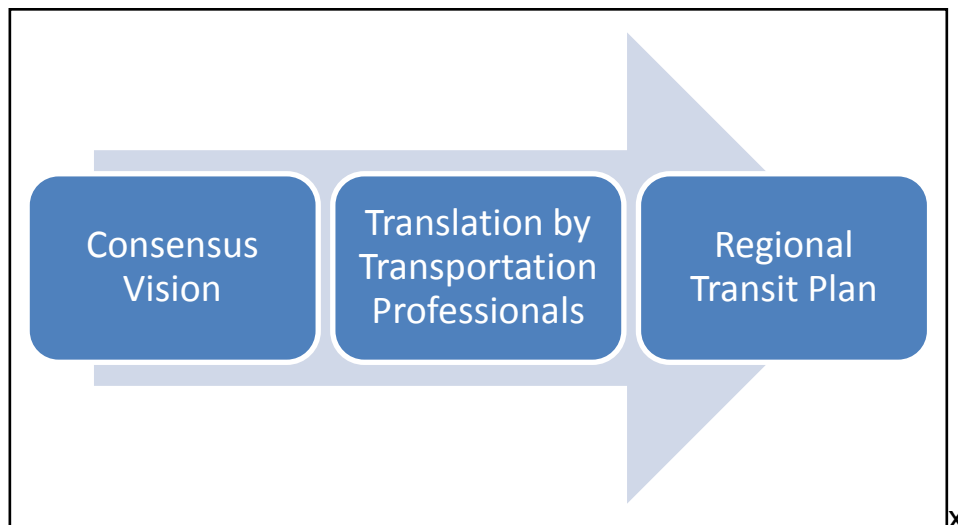 Consensus
Vision
Translation by
Transportation
Professionals
Regional
Transit Plan
x